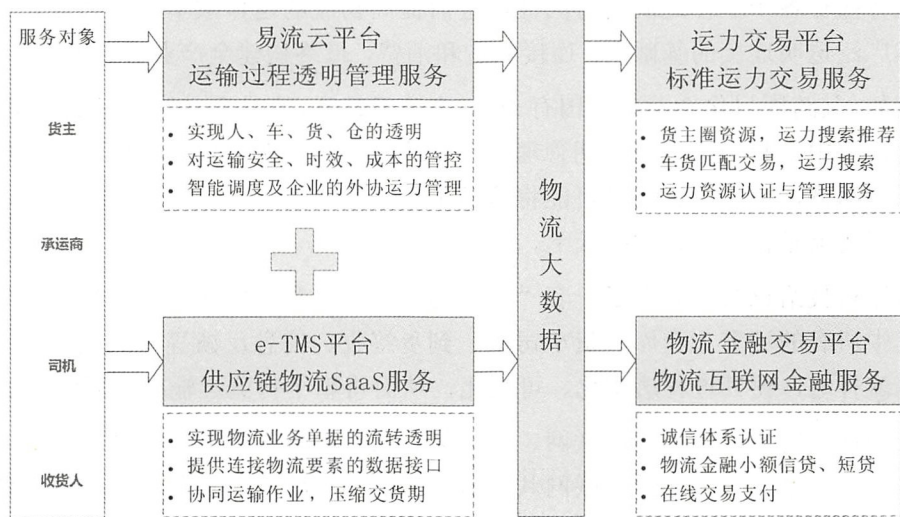 服务对象
货主
承运商
司机
收货人
易流云平台
运输过程透明管理服务
• 实现人、车、货、仓的透明
• 对运输安全、时效、成本的管控
• 智能调度及企业的外协运力管理
e-TMS平台
供应链物流SaaS服务
• 实现物流业务单据的流转透明
• 提供连接物流要素的数据接口
• 协同运输作业，压缩交货期
物流大数据
运力交易平台
标准运力交易服务
• 货主圈资源，运力搜索推荐
• 车货匹配交易，运力搜索
• 运力资源认证与管理服务
物流金融交易平台
物流互联网金融服务
• 诚信体系认证
• 物流金融小额信贷、短贷
• 在线交易支付